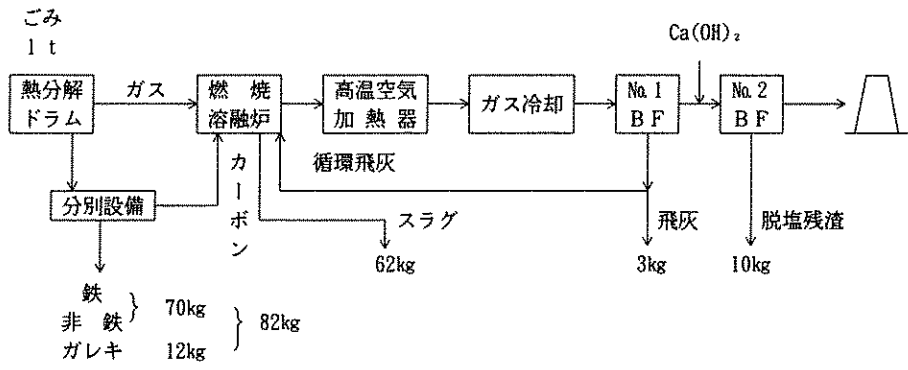 ごみ
1 t
Ca(OH)₂
熱分解
ドラム
ガス
燃 焼
溶融炉
高温空気
加熱器
ガス冷却
No.1
BF
No.2
BF
カーボン
循環飛灰
分別設備
スラグ
飛灰
脱塩残渣
62kg
3kg
10kg
鉄
非 鉄
70kg
ガレキ
12kg
82kg